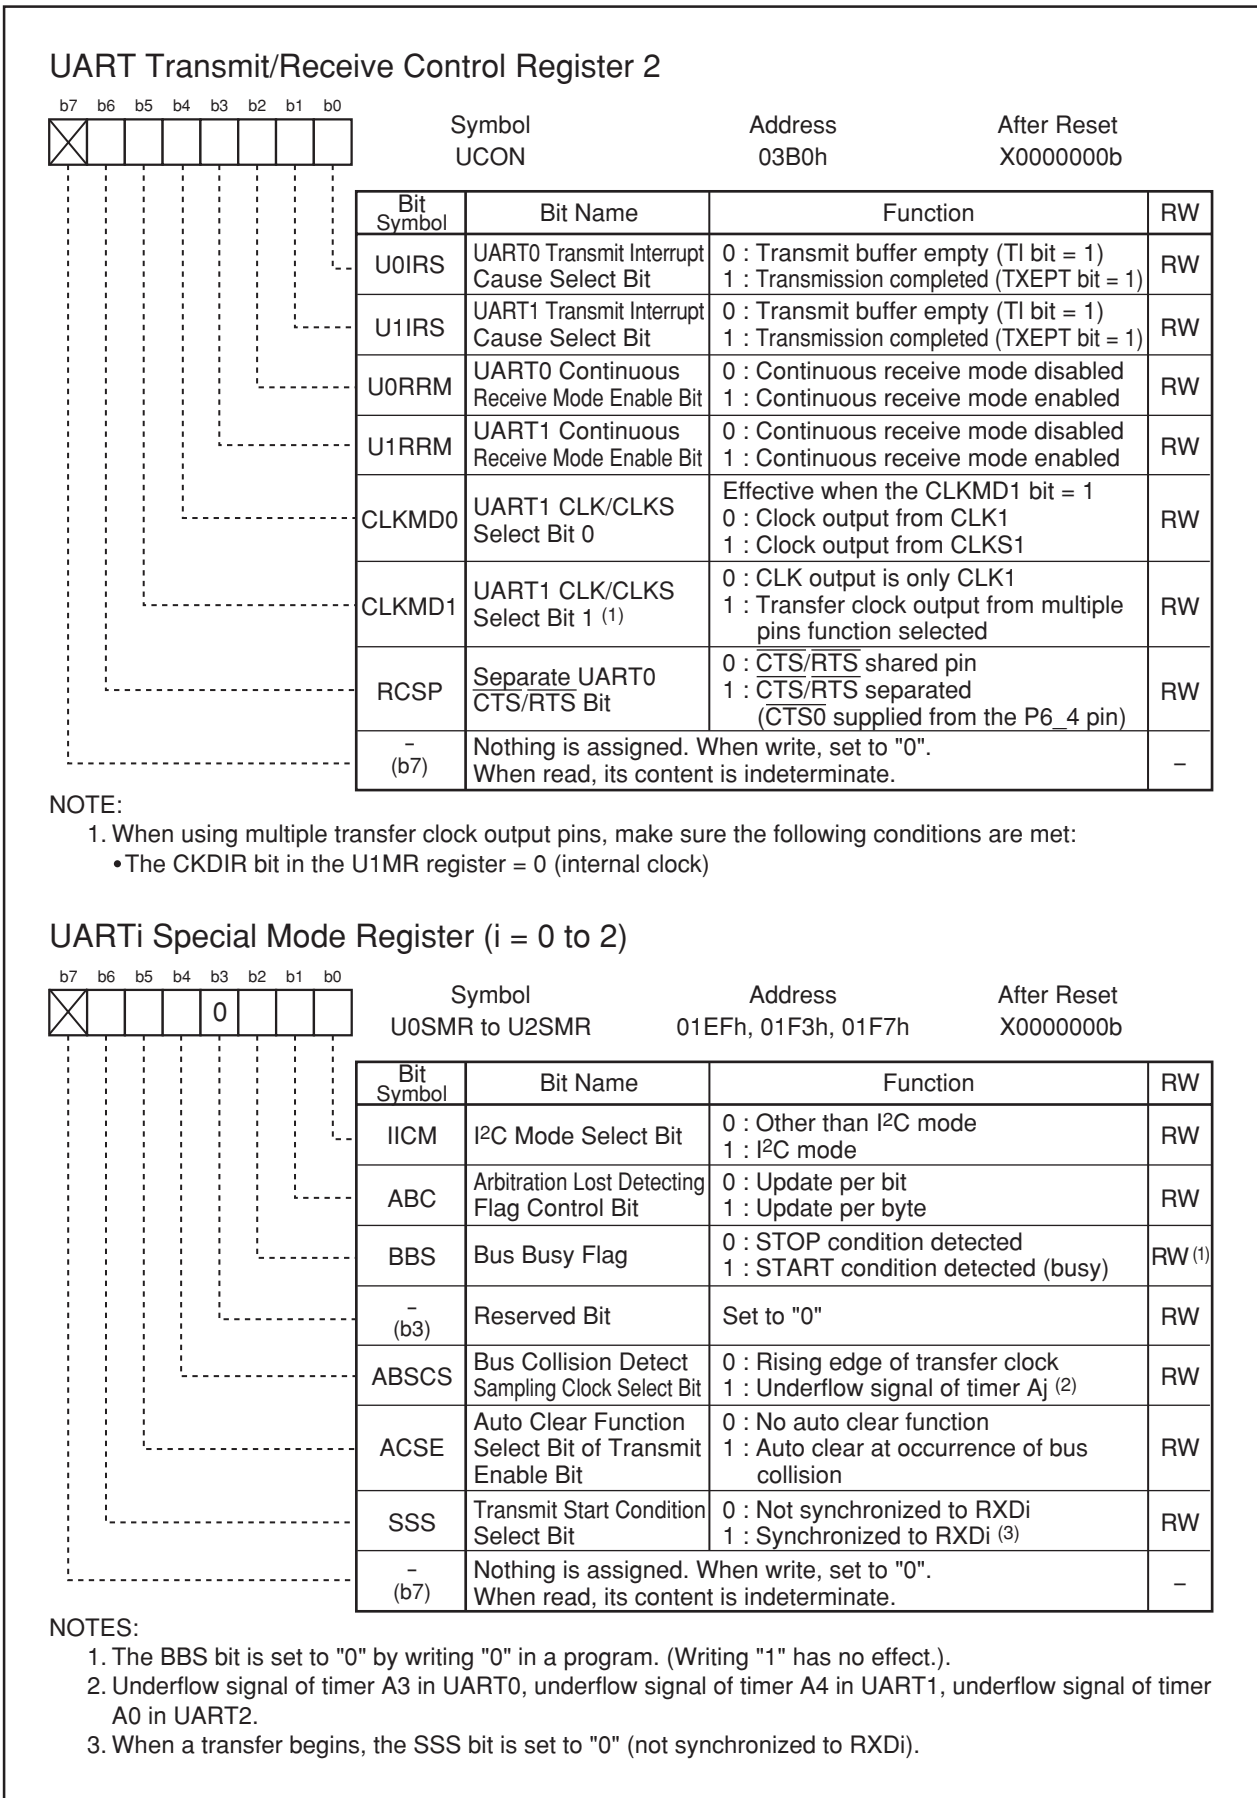 UART Transmit/Receive Control Register 2
b7 b6 b5 b4 b3 b2 b1 b0
Symbol Address After Reset
UCON 03B0h X0000000b
Bit Symbol Bit Name Function RW
U0IRS UART0 Transmit Interrupt Cause Select Bit 0 : Transmit buffer empty (TI bit = 1) RW
1 : Transmission completed (TXEPT bit = 1)
U1IRS UART1 Transmit Interrupt Cause Select Bit 0 : Transmit buffer empty (TI bit = 1) RW
1 : Transmission completed (TXEPT bit = 1)
U0RRM UART0 Continuous Receive Mode Enable Bit 0 : Continuous receive mode disabled RW
1 : Continuous receive mode enabled
U1RRM UART1 Continuous Receive Mode Enable Bit 0 : Continuous receive mode disabled RW
1 : Continuous receive mode enabled
CLKMD0 UART1 CLK/CLKS Select Bit 0 Effective when the CLKMD1 bit = 1 RW
0 : Clock output from CLK1
1 : Clock output from CLKS1
CLKMD1 UART1 CLK/CLKS Select Bit 1 (1) 0 : CLK output is only CLK1 RW
1 : Transfer clock output from multiple
pins function selected
RCSP Separate UART0 CTS/RTS Bit 0 : CTS/RTS shared pin RW
1 : CTS/RTS separated
(CTS0 supplied from the P6_4 pin)
– (b7) Nothing is assigned. When write, set to "0". –
When read, its content is indeterminate.
NOTE:
1. When using multiple transfer clock output pins, make sure the following conditions are met:
•The CKDIR bit in the U1MR register = 0 (internal clock)
UARTi Special Mode Register (i = 0 to 2)
b7 b6 b5 b4 b3 b2 b1 b0
0
Symbol Address After Reset
U0SMR to U2SMR 01EFh, 01F3h, 01F7h X0000000b
Bit Symbol Bit Name Function RW
IICM I2C Mode Select Bit 0 : Other than I2C mode RW
1 : I2C mode
ABC Arbitration Lost Detecting Flag Control Bit 0 : Update per bit RW
1 : Update per byte
BBS Bus Busy Flag 0 : STOP condition detected RW (1)
1 : START condition detected (busy)
– (b3) Reserved Bit Set to "0" RW
ABSCS Bus Collision Detect Sampling Clock Select Bit 0 : Rising edge of transfer clock RW
1 : Underflow signal of timer Aj (2)
ACSE Auto Clear Function Select Bit of Transmit Enable Bit 0 : No auto clear function RW
1 : Auto clear at occurrence of bus
collision
SSS Transmit Start Condition Select Bit 0 : Not synchronized to RXDi RW
1 : Synchronized to RXDi (3)
– (b7) Nothing is assigned. When write, set to "0". –
When read, its content is indeterminate.
NOTES:
1. The BBS bit is set to "0" by writing "0" in a program. (Writing "1" has no effect.).
2. Underflow signal of timer A3 in UART0, underflow signal of timer A4 in UART1, underflow signal of timer
A0 in UART2.
3. When a transfer begins, the SSS bit is set to "0" (not synchronized to RXDi).